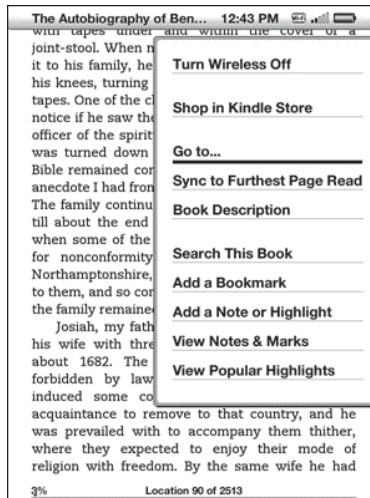 The Autobiography of Ben... 12:43 PM
with tapes under and within the cover of a
joint-stool. When
it to his family, he
his knees, turning
tapes. One of the
notice if he saw the
officer of the spirit
was turned down
Bible remained
anecdote I had
The family continu
till about the end
when some of the
for nonconformity
Northamptonshire,
to them, and so
the family remained
Josiah, my fath
his wife with thre
about 1682. The
forbidden by law
induced some co
acquaintance to remove to that country, and he
was prevailed with to accompany them thither,
where they expected to enjoy their mode of
religion with freedom. By the same wife he had
Turn Wireless Off
Shop in Kindle Store
Go to...
Sync to Furthest Page Read
Book Description
Search This Book
Add a Bookmark
Add a Note or Highlight
View Notes & Marks
View Popular Highlights
3% Location 90 of 2513